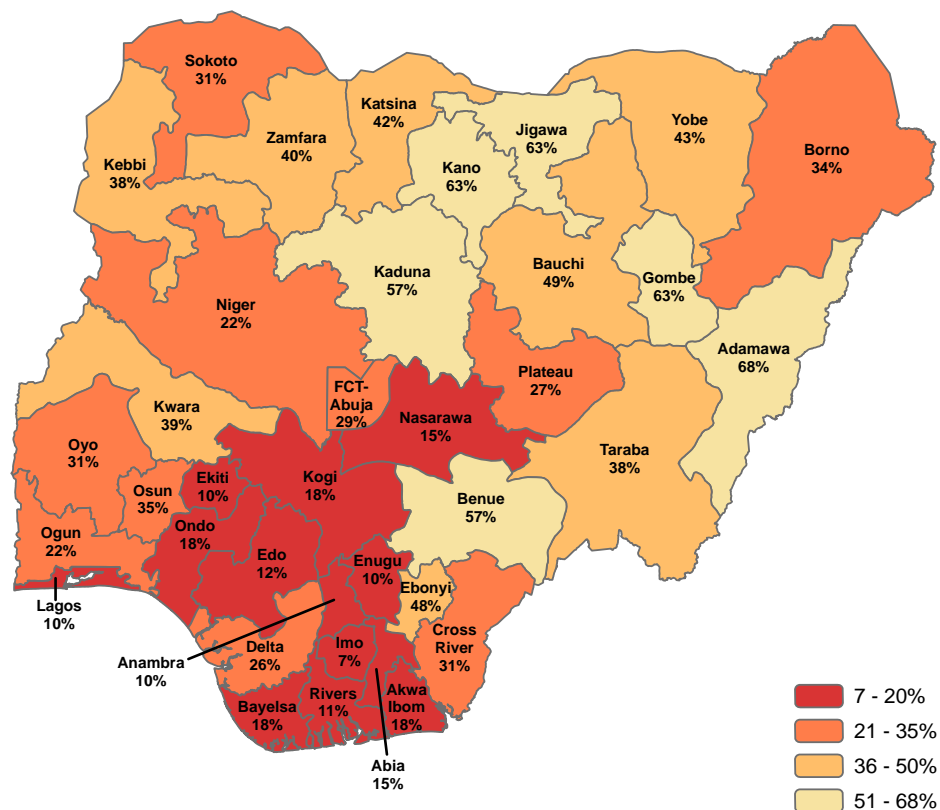 Sokoto
31%
Katsina
42%
Jigawa
63%
Yobe
43%
Zamfara
40%
Borno
34%
Kebbi
38%
Kano
63%
Kaduna
57%
Bauchi
49%
Gombe
63%
Niger
22%
Adamawa
68%
Plateau
27%
FCT-
Abuja
29%
Nasarawa
15%
Kwara
39%
Oyo
31%
Taraba
38%
Ekiti
10%
Kogi
18%
Osun
35%
Benue
57%
Ondo
18%
Ogun
22%
Edo
12%
Enugu
10%
Ebonyi
48%
Lagos
10%
Cross
River
31%
Delta
26%
Imo
7%
Anambra
10%
Bayelsa
18%
Rivers
11%
Akwa
Ibom
18%
Abia
15%
7 - 20%
21 - 35%
36 - 50%
51 - 68%